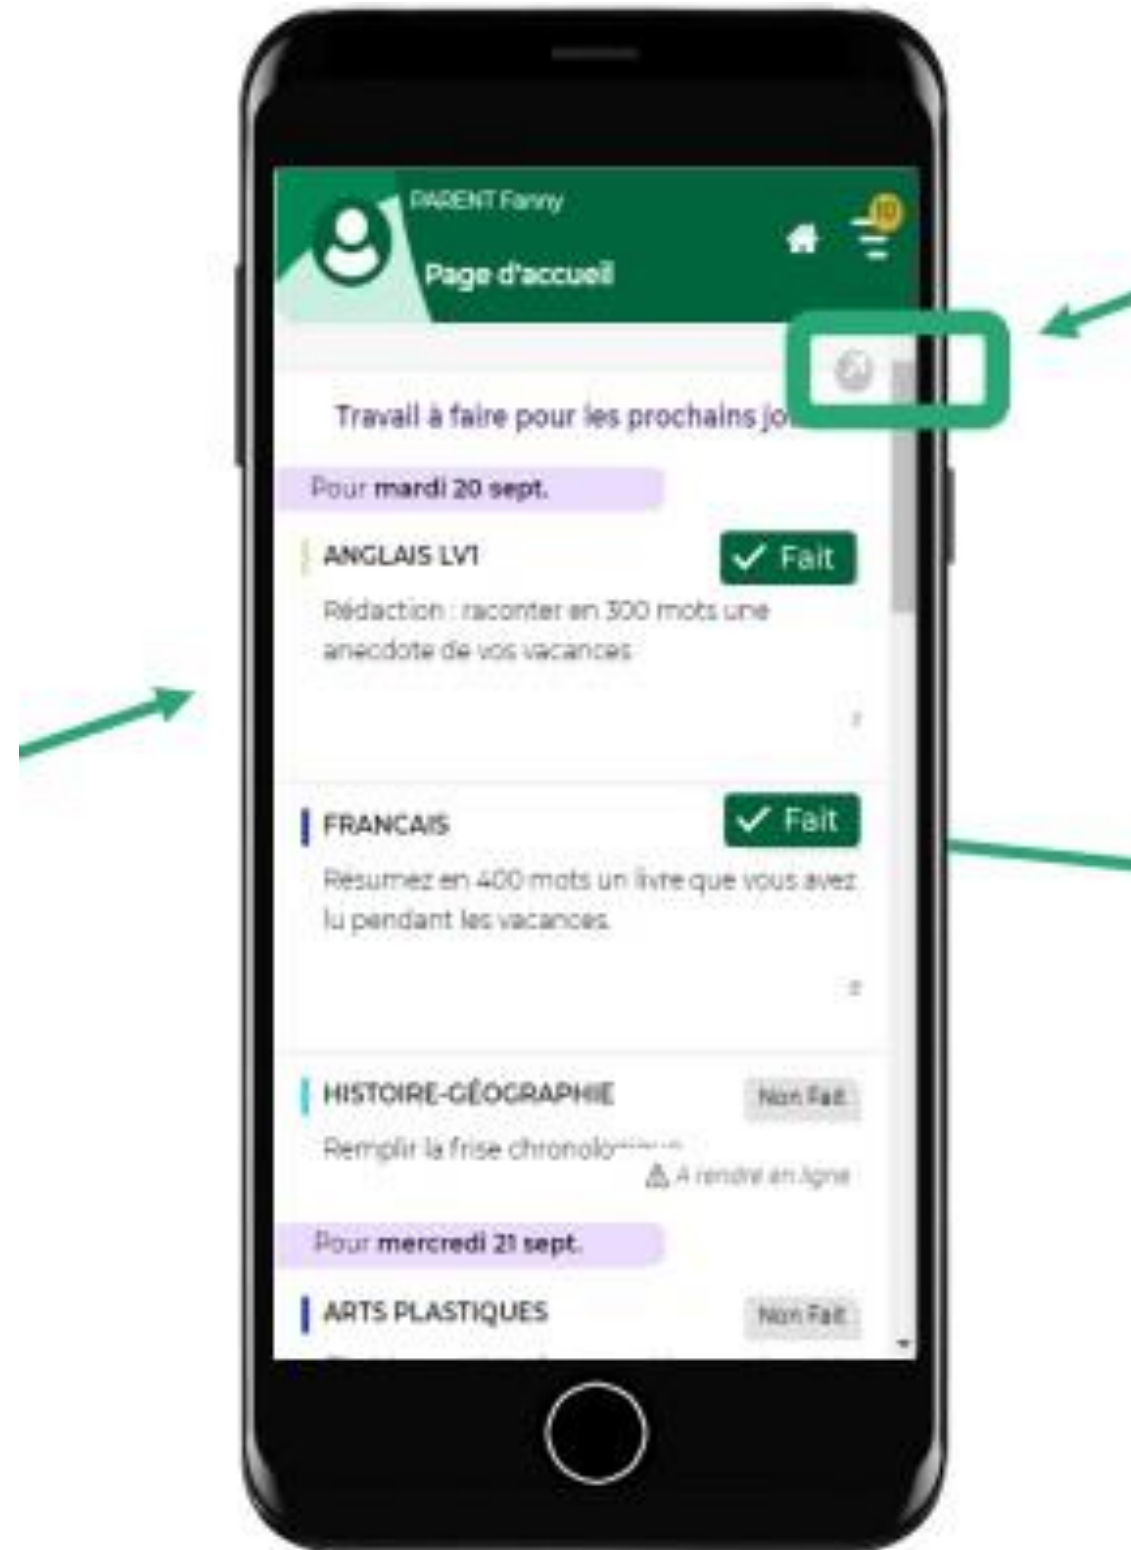 PARENT Fanny
Page d'accueil
10
Travail à faire pour les prochains
Pour mardi 20 sept.
ANGLAIS LV1
Fait
Rédaction : raconter en 300 mots une
anecdote de vos vacances
FRANCAIS
Fait
Résumez en 400 mots un livre que vous avez
lu pendant les vacances.
HISTOIRE-GÉOGRAPHIE
Non Fait
Remplir la frise
A rendre en ligne
Pour mercredi 21 sept.
ARTS PLASTIQUES
Non Fait